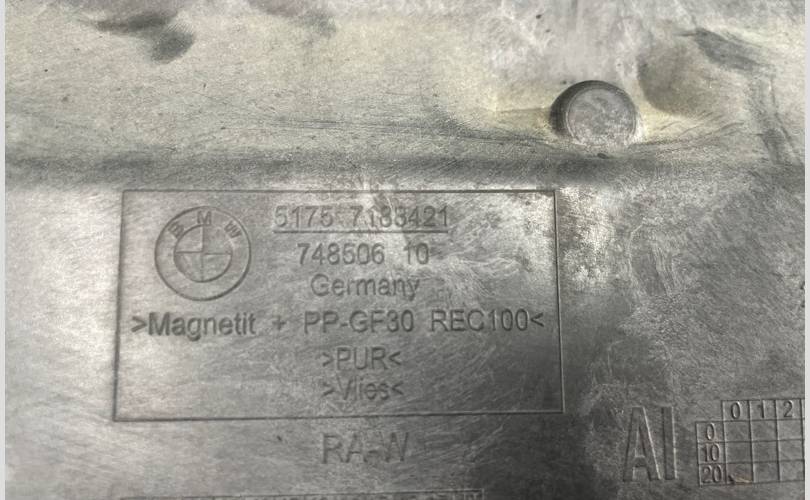 BMW
5175 7183421
748506 10
Germany
>Magnetit + PP-GF30 REC100<
>PUR<
>Vlies<
RA-W
AI
0 1 2
0
10
20